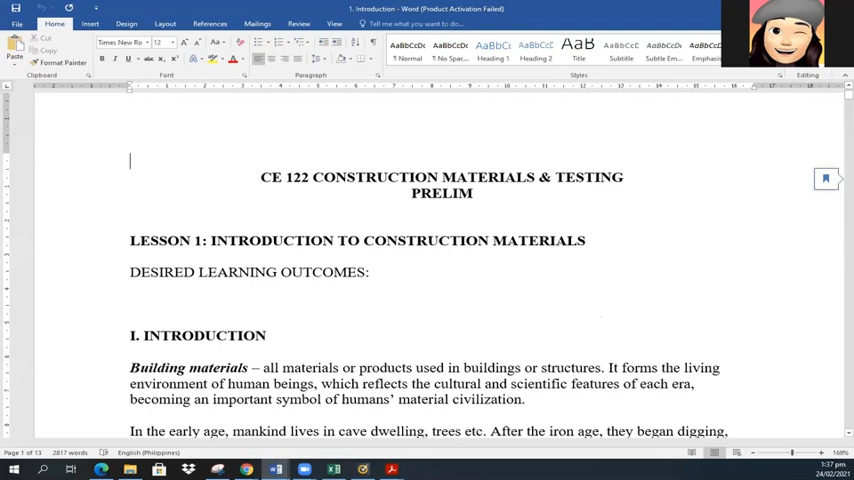 1. Introduction - Word (Product Activation Failed)
File Home Insert Design Layout References Mailings Review View Tell me what you want to do...
Paste
Cut
Copy
Format Painter
Times New Ro 12
AaBbCcDc AaBbCcDc AaBbCc AaBbCcC AaB AaBbCcC
¶ Normal ¶ No Spac... Heading 1 Heading 2 Title Subtitle Subtle Em... Emphasis
Clipboard Font Paragraph Styles Editing
CE 122 CONSTRUCTION MATERIALS & TESTING
PRELIM
LESSON 1: INTRODUCTION TO CONSTRUCTION MATERIALS
DESIRED LEARNING OUTCOMES:
I. INTRODUCTION
Building materials – all materials or products used in buildings or structures. It forms the living
environment of human beings, which reflects the cultural and scientific features of each era,
becoming an important symbol of humans’ material civilization.
In the early age, mankind lives in cave dwelling, trees etc. After the iron age, they began digging,
Page 1 of 13 2817 words English (Philippines) 169%
1:37 pm
24/02/2021